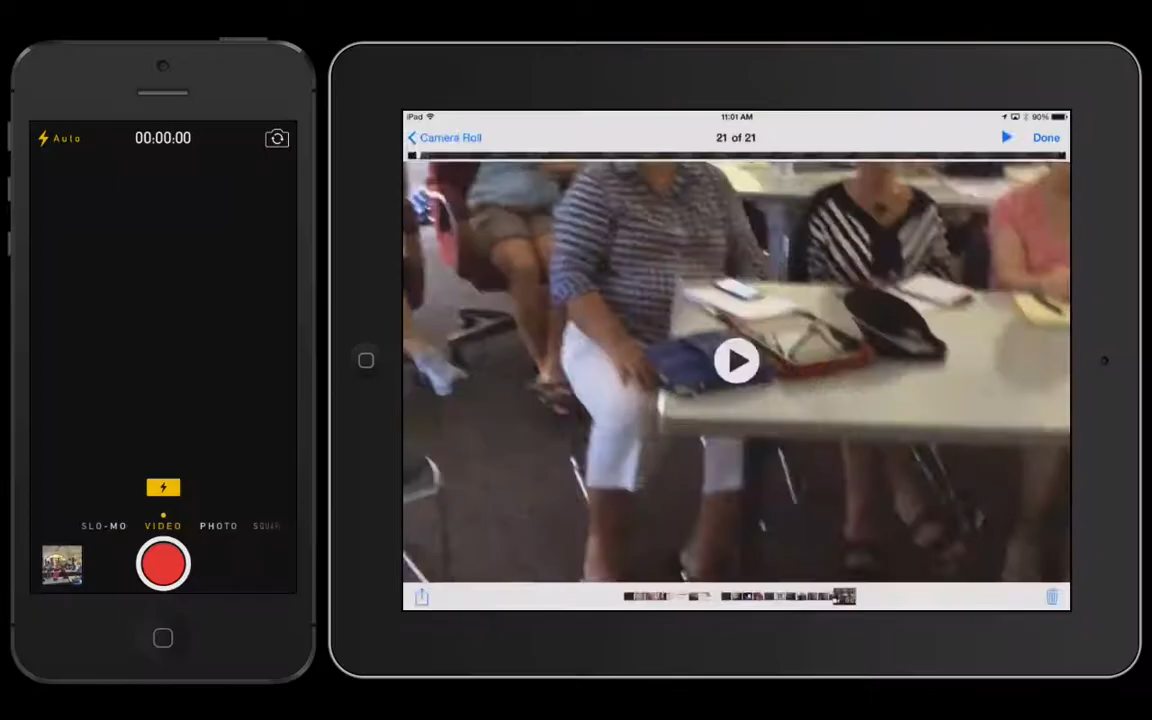 Auto
00:00:00
SLO-MO VIDEO PHOTO SQUAR
iPad
11:01 AM
90%
Camera Roll
21 of 21
Done